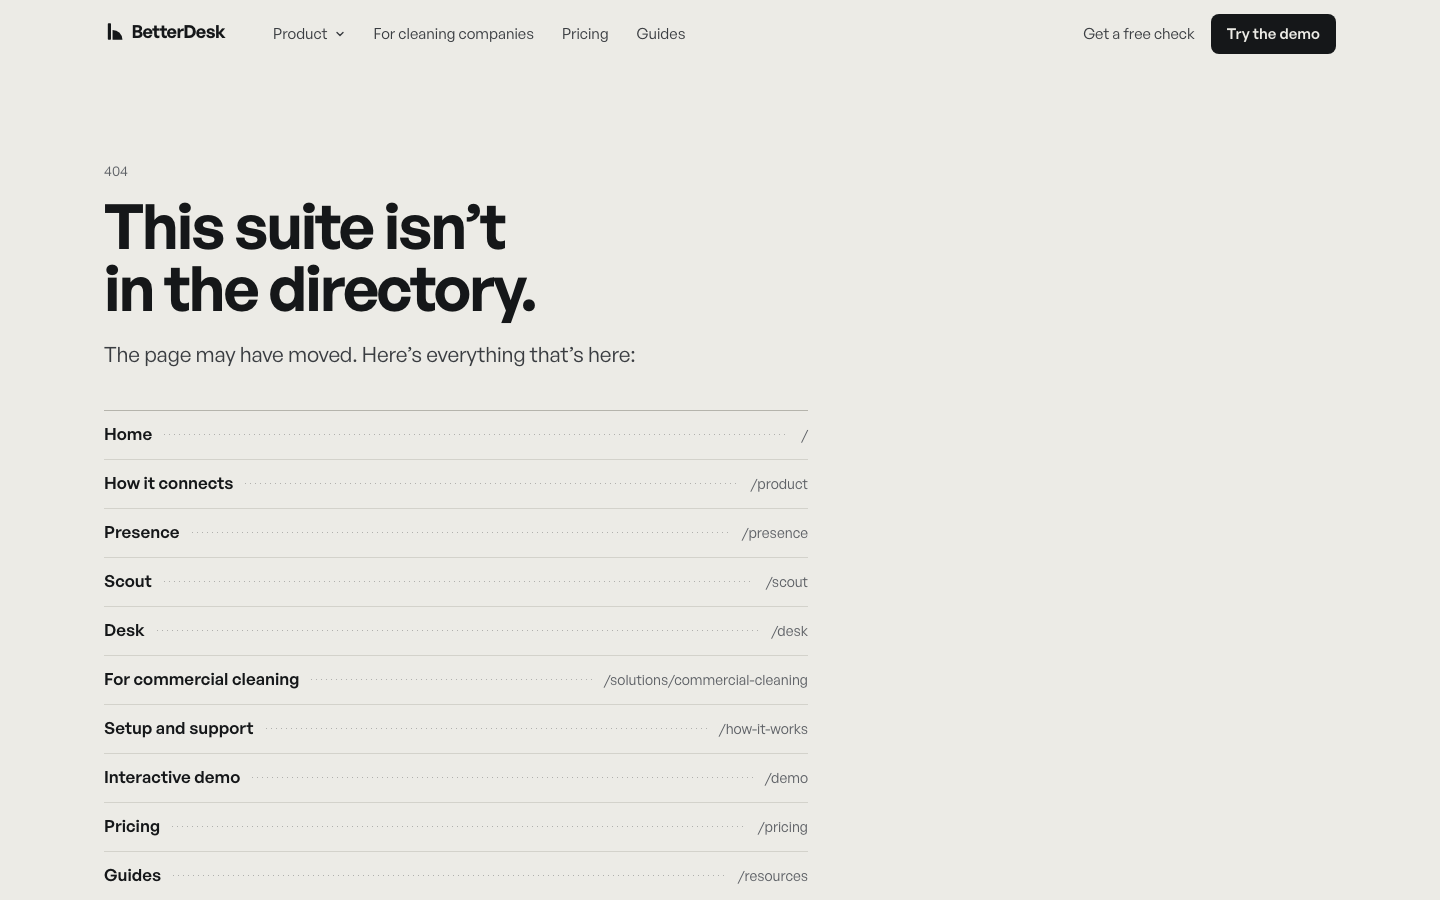 BetterDesk
Product
For cleaning companies
Pricing
Guides
Get a free check
Try the demo
404
This suite isn’t
in the directory.
The page may have moved. Here’s everything that’s here:
Home /
How it connects /product
Presence /presence
Scout /scout
Desk /desk
For commercial cleaning /solutions/commercial-cleaning
Setup and support /how-it-works
Interactive demo /demo
Pricing /pricing
Guides /resources